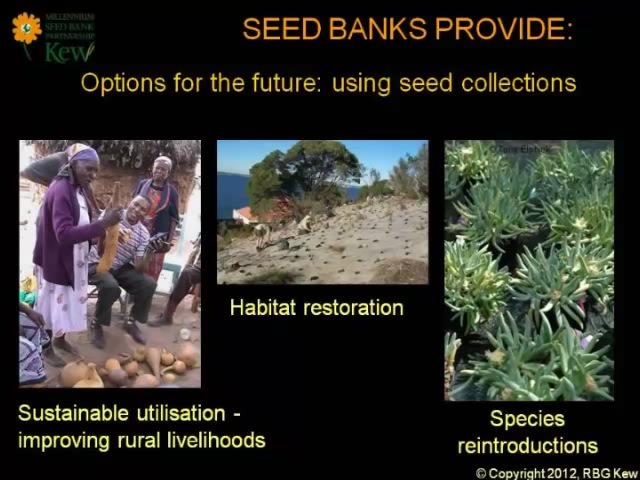 MILLENNIUM
SEED BANK
PARTNERSHIP
Kew
SEED BANKS PROVIDE:
Options for the future: using seed collections
Habitat restoration
Sustainable utilisation -
improving rural livelihoods
Species
reintroductions
© Copyright 2012, RBG Kew